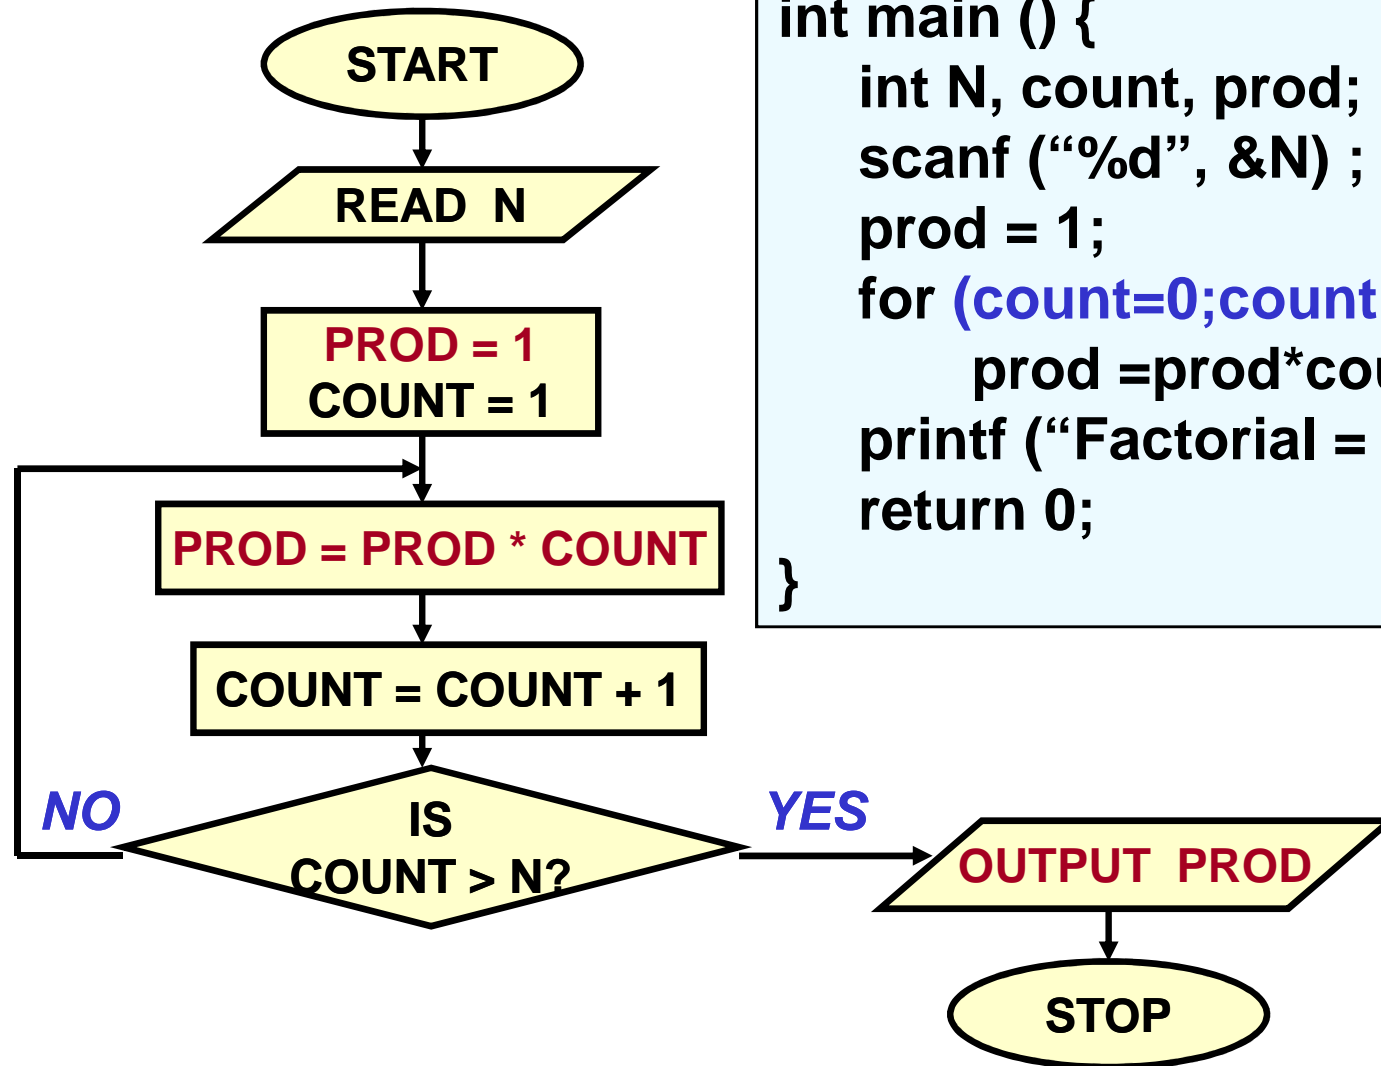 START
READ N
PROD = 1
COUNT = 1
PROD = PROD * COUNT
COUNT = COUNT + 1
IS
COUNT > N?
NO
YES
OUTPUT PROD
STOP
int main () {
int N, count, prod;
scanf (“%d”, &N) ;
prod = 1;
for (count=0;count
prod =prod*cou
printf (“Factorial =
return 0;
}